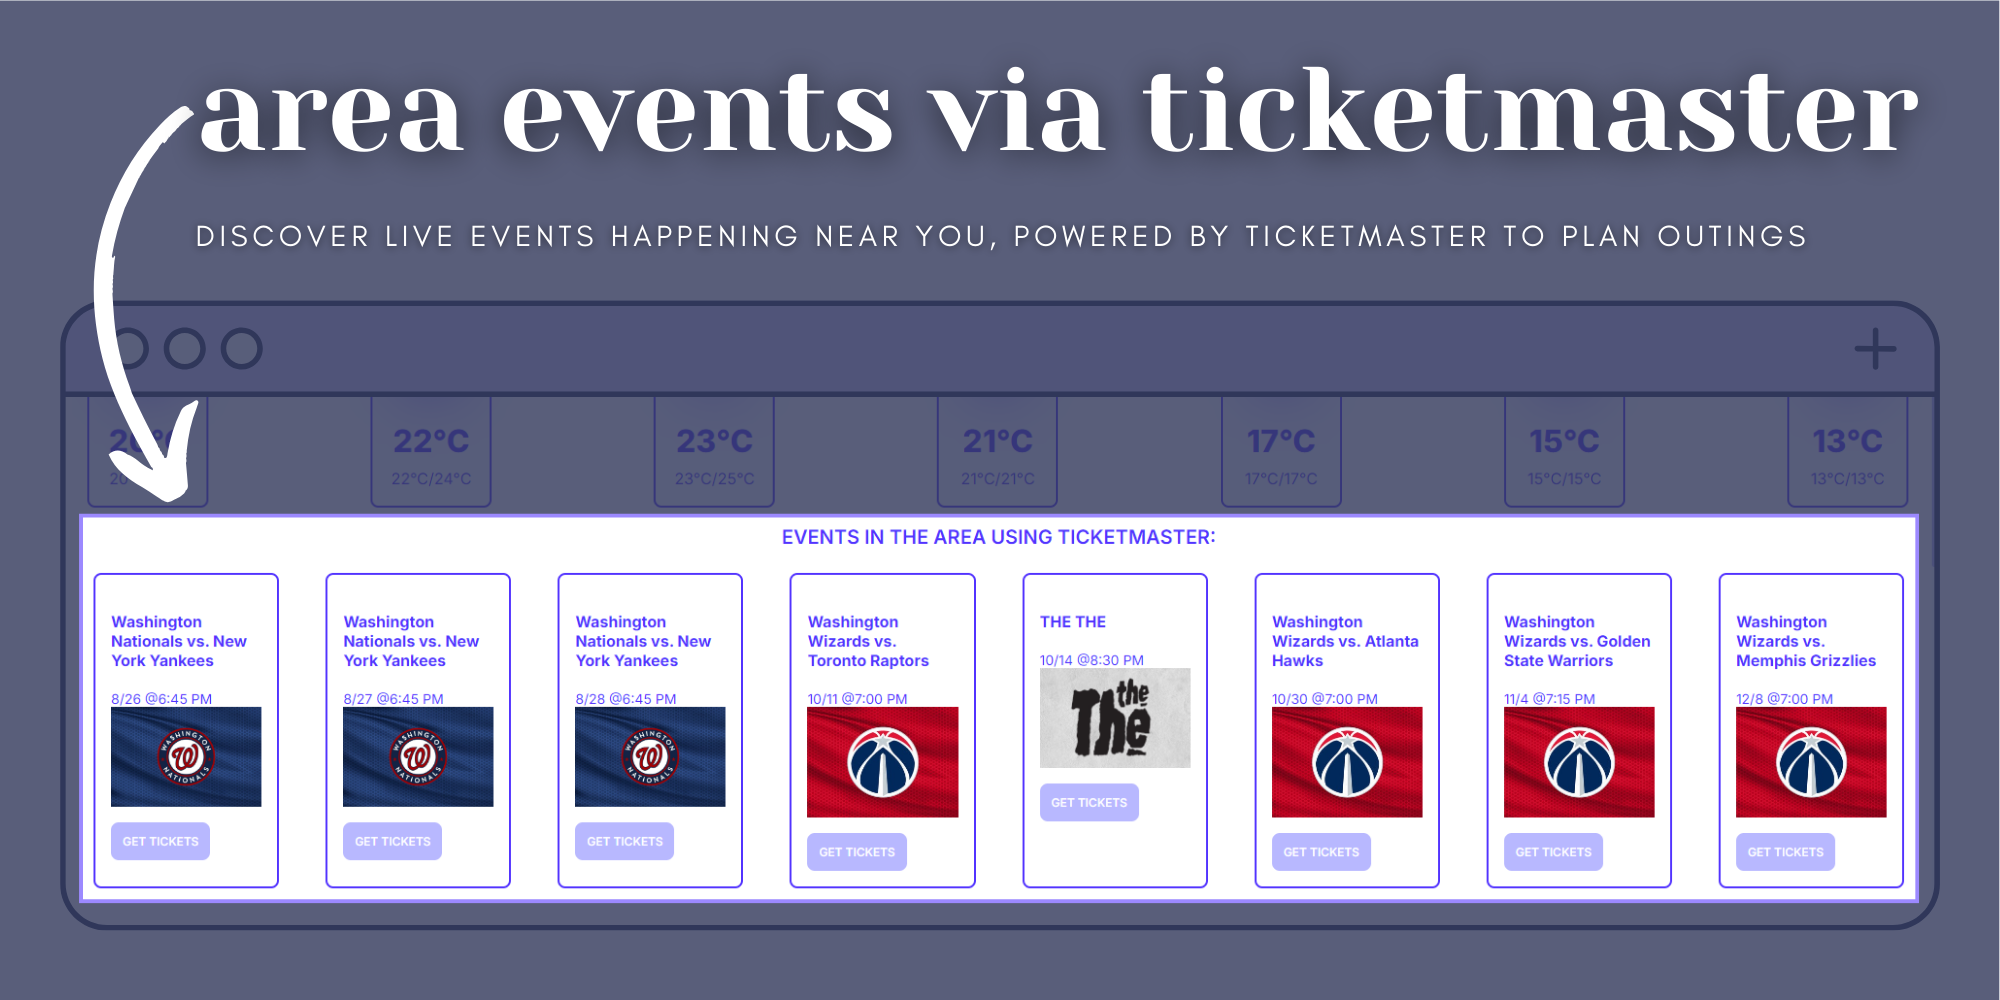 area events via ticketmaster
DISCOVER LIVE EVENTS HAPPENING NEAR YOU, POWERED BY TICKETMASTER TO PLAN OUTINGS
22°C
22°C/24°C
23°C
23°C/25°C
21°C
21°C/21°C
17°C
17°C/17°C
15°C
15°C/15°C
13°C
13°C/13°C
EVENTS IN THE AREA USING TICKETMASTER:
Washington
Nationals vs. New
York Yankees
8/26 @6:45 PM
WASHINGTON
W
NATIONALS
GET TICKETS
Washington
Nationals vs. New
York Yankees
8/27 @6:45 PM
WASHINGTON
W
NATIONALS
GET TICKETS
Washington
Nationals vs. New
York Yankees
8/28 @6:45 PM
WASHINGTON
W
NATIONALS
GET TICKETS
Washington
Wizards vs.
Toronto Raptors
10/11 @7:00 PM
GET TICKETS
THE THE
10/14 @8:30 PM
the
The
GET TICKETS
Washington
Wizards vs. Atlanta
Hawks
10/30 @7:00 PM
GET TICKETS
Washington
Wizards vs. Golden
State Warriors
11/4 @7:15 PM
GET TICKETS
Washington
Wizards vs.
Memphis Grizzlies
12/8 @7:00 PM
GET TICKETS